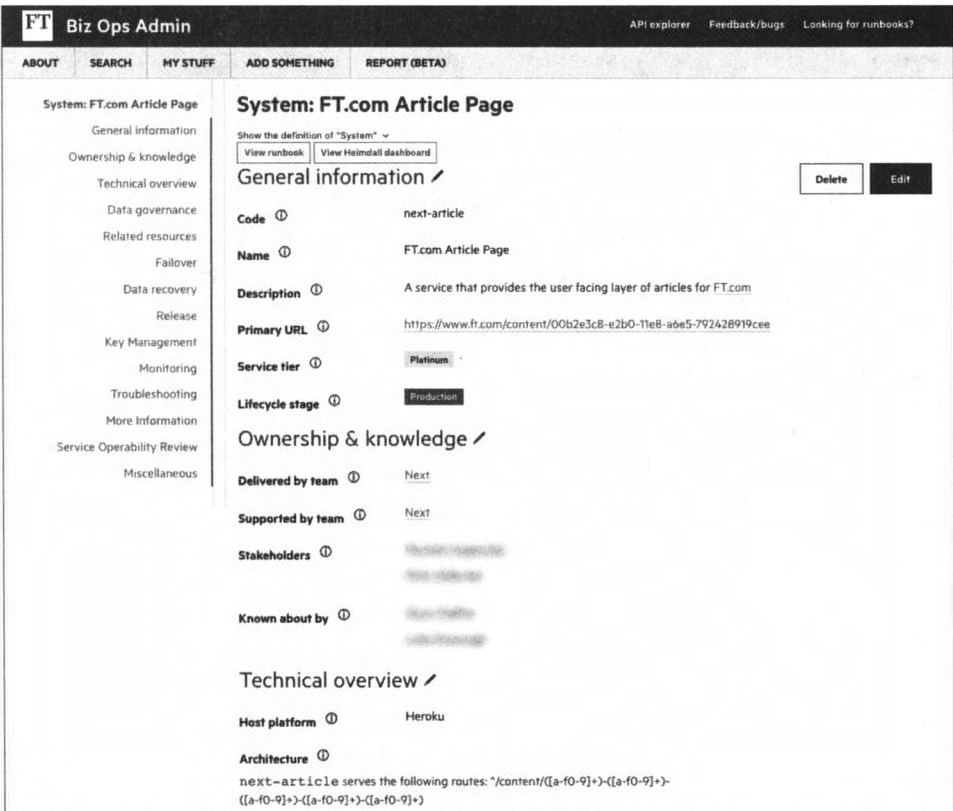 FT Biz Ops Admin API explorer Feedback/bugs Looking for runbooks?
ABOUT SEARCH MY STUFF ADD SOMETHING REPORT (BETA)
System: FT.com Article Page
General information
Ownership & knowledge
Technical overview
Data governance
Related resources
Failover
Data recovery
Release
Key Management
Monitoring
Troubleshooting
More Information
Service Operability Review
Miscellaneous
System: FT.com Article Page
Show the definition of "System"
View runbook View Heimdall dashboard
General information
Delete Edit
Code next-article
Name FT.com Article Page
Description A service that provides the user facing layer of articles for FT.com
Primary URL https://www.ft.com/content/00b2e3c8-e2b0-11e8-a6e5-792428919cee
Service tier Platinum
Lifecycle stage Production
Ownership & knowledge
Delivered by team Next
Supported by team Next
Stakeholders
Known about by
Technical overview
Host platform Heroku
Architecture
next-article serves the following routes: ^/content/([a-f0-9]+)-([a-f0-9]+)-
([a-f0-9]+)-([a-f0-9]+)-([a-f0-9]+)